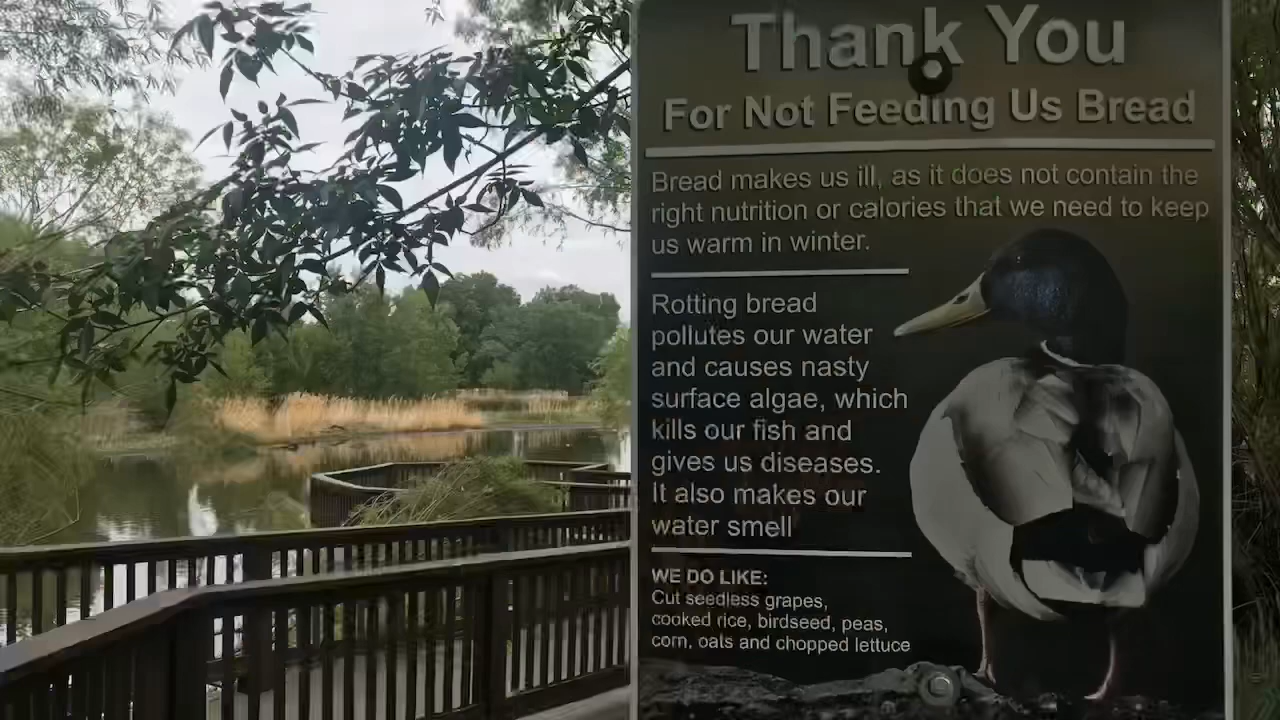 Thank You
For Not Feeding Us Bread
Bread makes us ill, as it does not contain the
right nutrition or calories that we need to keep
us warm in winter.
Rotting bread
pollutes our water
and causes nasty
surface algae, which
kills our fish and
gives us diseases.
It also makes our
water smell
WE DO LIKE:
Cut seedless grapes,
cooked rice, birdseed, peas,
corn, oats and chopped lettuce